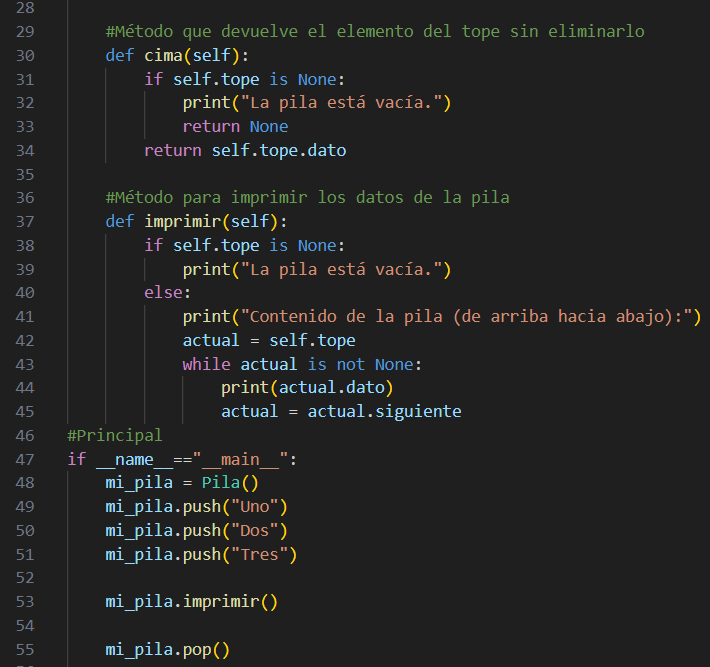 28
29 #Método que devuelve el elemento del tope sin eliminarlo
30 def cima(self):
31 if self.tope is None:
32 print("La pila está vacía.")
33 return None
34 return self.tope.dato
35
36 #Método para imprimir los datos de la pila
37 def imprimir(self):
38 if self.tope is None:
39 print("La pila está vacía.")
40 else:
41 print("Contenido de la pila (de arriba hacia abajo):")
42 actual = self.tope
43 while actual is not None:
44 print(actual.dato)
45 actual = actual.siguiente
46 #Principal
47 if __name__=="__main__":
48 mi_pila = Pila()
49 mi_pila.push("Uno")
50 mi_pila.push("Dos")
51 mi_pila.push("Tres")
52
53 mi_pila.imprimir()
54
55 mi_pila.pop()